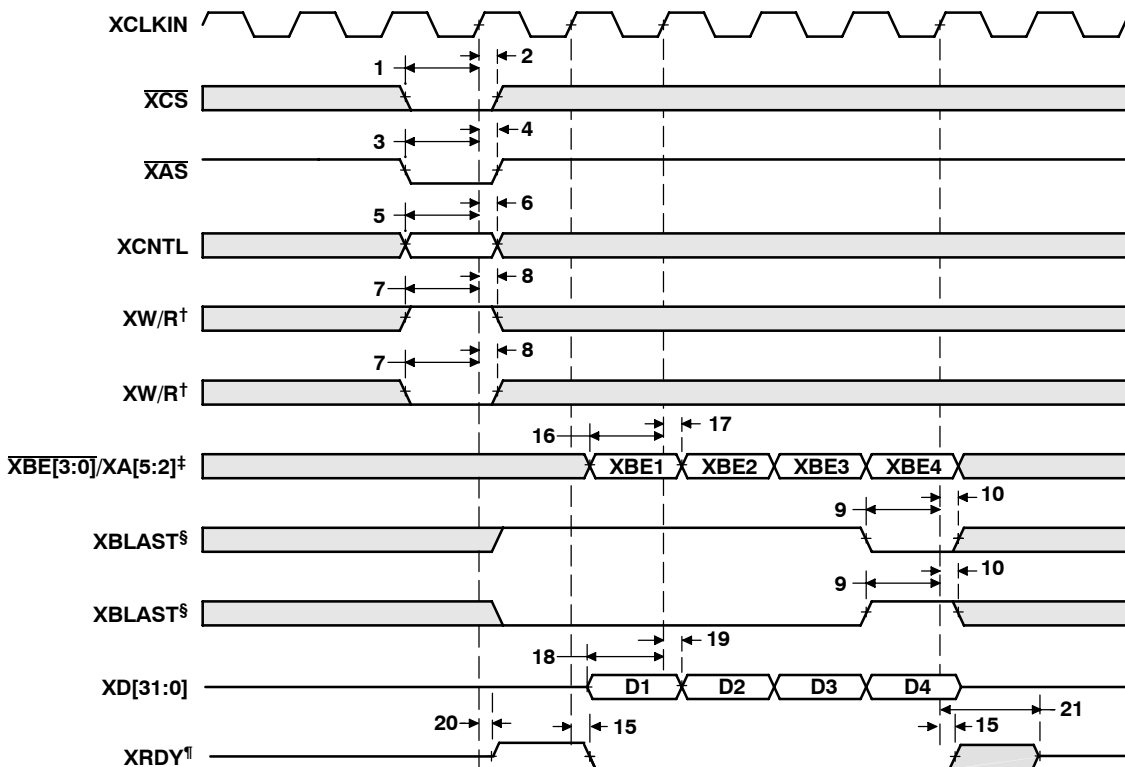 XCLKIN
1
2
XCS
3
4
XAS
5
6
XCNTL
7
8
XW/R†
7
8
XW/R†
16
17
XBE[3:0]/XA[5:2]‡ XBE1 XBE2 XBE3 XBE4
9
10
XBLAST§
9
10
XBLAST§
18
19
XD[31:0] D1 D2 D3 D4
20
15
15
21
XRDY¶